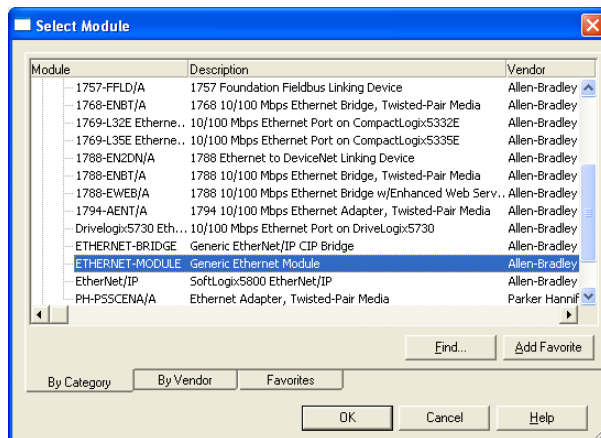 Select Module
Module Description Vendor
1757-FFLD/A 1757 Foundation Fieldbus Linking Device Allen-Bradley
1768-ENBT/A 1768 10/100 Mbps Ethernet Bridge, Twisted-Pair Media Allen-Bradley
1769-L32E Etherne... 10/100 Mbps Ethernet Port on CompactLogix5332E Allen-Bradley
1769-L35E Etherne... 10/100 Mbps Ethernet Port on CompactLogix5335E Allen-Bradley
1788-EN2DN/A 1788 Ethernet to DeviceNet Linking Device Allen-Bradley
1788-ENBT/A 1788 10/100 Mbps Ethernet Bridge, Twisted-Pair Media Allen-Bradley
1788-EWEB/A 1788 10/100 Mbps Ethernet Bridge w/Enhanced Web Serv... Allen-Bradley
1794-AENT/A 1794 10/100 Mbps Ethernet Adapter, Twisted-Pair Media Allen-Bradley
Drivelogix5730 Eth... 10/100 Mbps Ethernet Port on DriveLogix5730 Allen-Bradley
ETHERNET-BRIDGE Generic EtherNet/IP CIP Bridge Allen-Bradley
ETHERNET-MODULE Generic Ethernet Module Allen-Bradley
EtherNet/IP SoftLogix5800 EtherNet/IP Allen-Bradley
PH-PSSCENA/A Ethernet Adapter, Twisted-Pair Media Parker Hannif
Find... Add Favorite
By Category By Vendor Favorites
OK Cancel Help